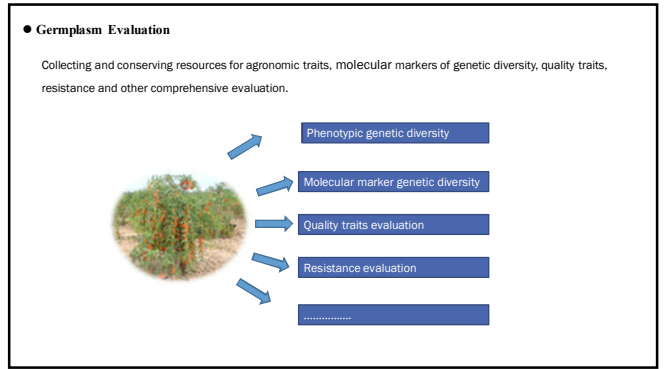 ● Germplasm Evaluation
Collecting and conserving resources for agronomic traits, molecular markers of genetic diversity, quality traits,
resistance and other comprehensive evaluation.
Phenotypic genetic diversity
Molecular marker genetic diversity
Quality traits evaluation
Resistance evaluation
................